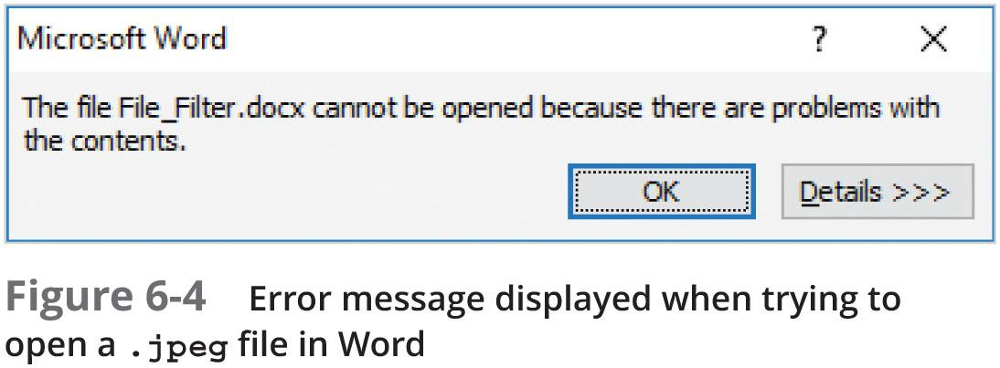 Microsoft Word ? X
The file File_Filter.docx cannot be opened because there are problems with
the contents.
OK Details >>>
Figure 6-4 Error message displayed when trying to
open a .jpeg file in Word